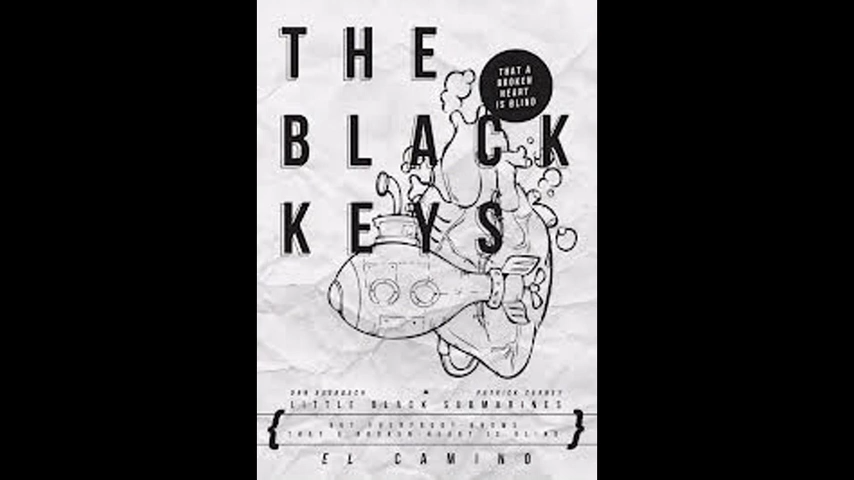 THE
BLACK
KEYS
THAT A
BROKEN
HEART
IS BLIND
DAN AUERBACH PATRICK CARNEY
LITTLE BLACK SUBMARINES
BUT EVERYBODY KNOWS
THAT A BROKEN HEART IS BLIND
EL CAMINO